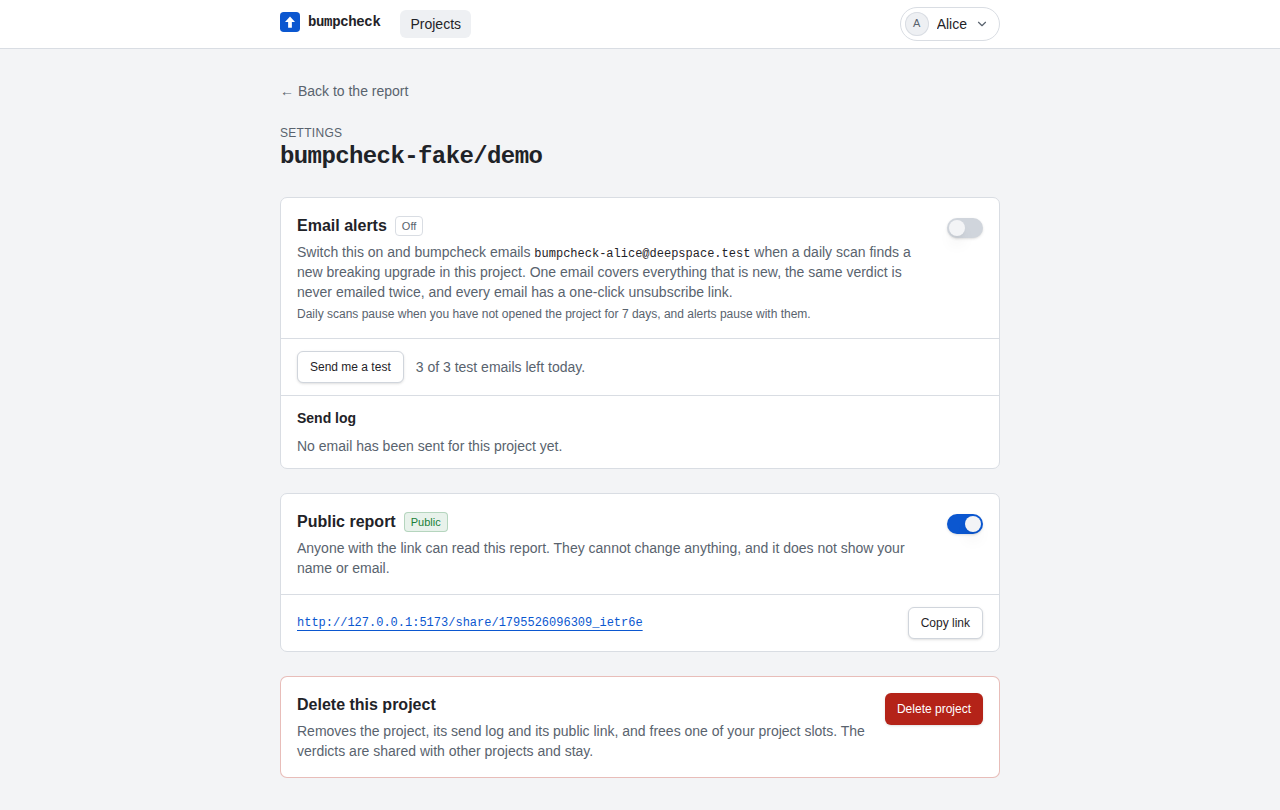 bumpcheck
Projects
A
Alice
← Back to the report
SETTINGS
bumpcheck-fake/demo
Email alerts
Off
Switch this on and bumpcheck emails bumpcheck-alice@deepspace.test when a daily scan finds a
new breaking upgrade in this project. One email covers everything that is new, the same verdict is
never emailed twice, and every email has a one-click unsubscribe link.
Daily scans pause when you have not opened the project for 7 days, and alerts pause with them.
Send me a test
3 of 3 test emails left today.
Send log
No email has been sent for this project yet.
Public report
Public
Anyone with the link can read this report. They cannot change anything, and it does not show your
name or email.
http://127.0.0.1:5173/share/1795526096309_ietr6e
Copy link
Delete this project
Delete project
Removes the project, its send log and its public link, and frees one of your project slots. The
verdicts are shared with other projects and stay.